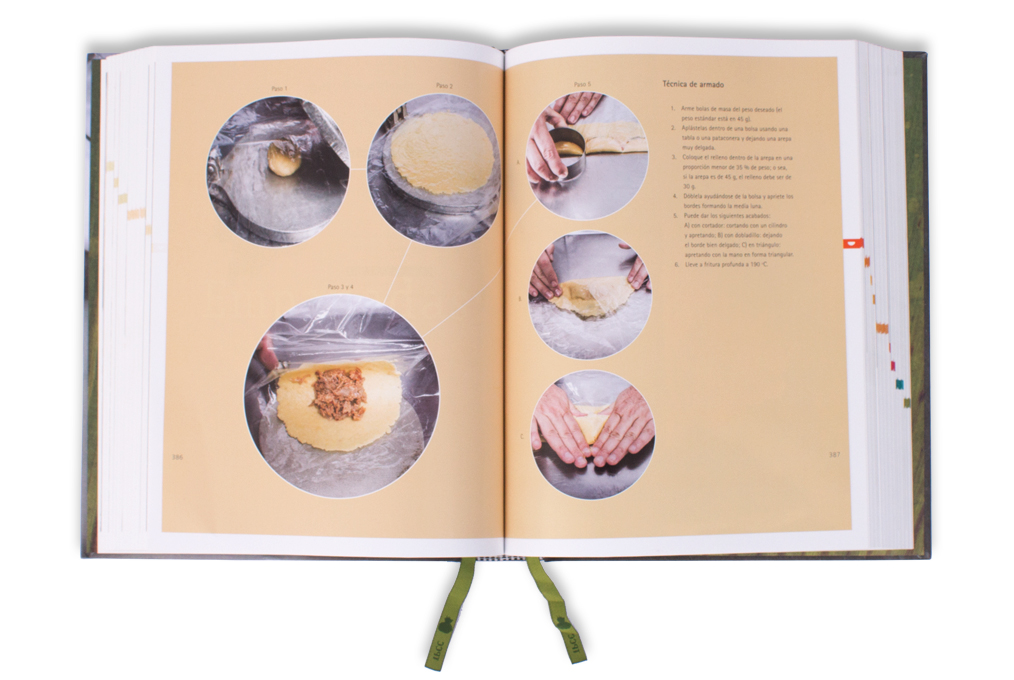 Paso 1
Paso 2
Paso 3 y 4
386
Paso 5
A
B
C
Técnica de armado
1. Arme bolas de masa del peso deseado (el
peso estándar está en 45 g).
2. Aplástelas dentro de una bolsa usando una
tabla o una patacorera y dejando una arepa
muy delgada.
3. Coloque el relleno dentro de la arepa en una
proporción menor de 35 % de peso, o sea,
si la arepa es de 45 g, el relleno debe ser de
30 g.
4. Dóblela ayudándose de la bolsa y apriete los
bordes formando la media luna.
5. Puede dar los siguientes acabados:
A) con cortador: cortando con un cilindro
y apretando; B) con dobladillo: dejando
el borde bien delgado; C) en triángulo:
apretando con la mano en forma triangular.
6. Lleve a fritura profunda a 190 °C.
387